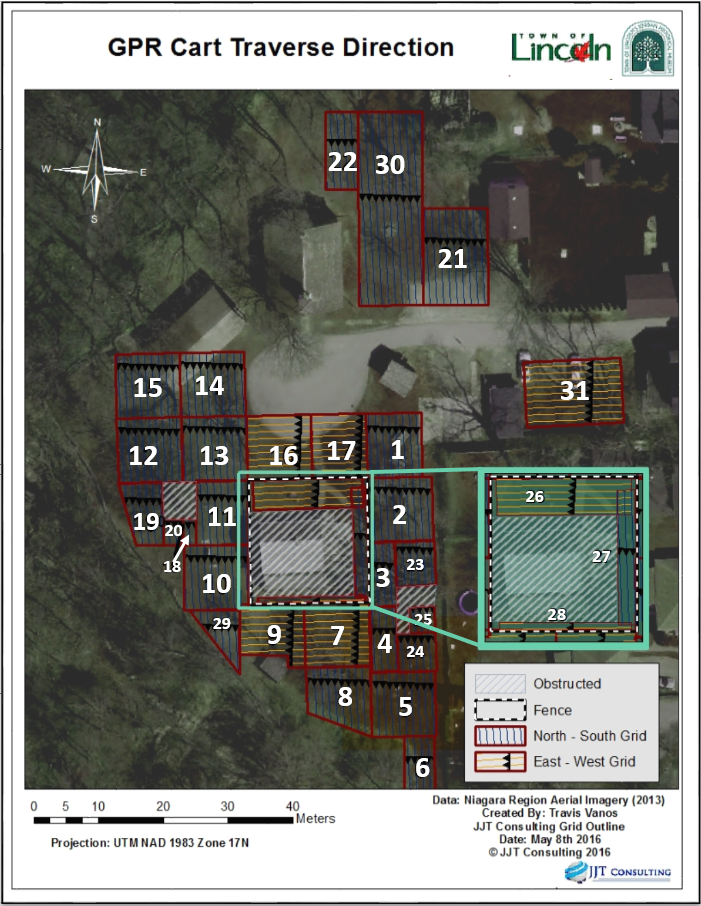 GPR Cart Traverse Direction
TOWN OF
Lincoln
N
W E
S
22 30
21
15 14
31
12 13 16 17 1
19 20 11 2
18
10 3 23
29 9 7 4 25
24
8 5
6
26
27
28
Obstructed
Fence
North - South Grid
East - West Grid
0 5 10 20 30 40
Meters
Projection: UTM NAD 1983 Zone 17N
Data: Niagara Region Aerial Imagery (2013)
Created By: Travis Vanos
JJT Consulting Grid Outline
Date: May 8th 2016
© JJT Consulting 2016
JJT CONSULTING